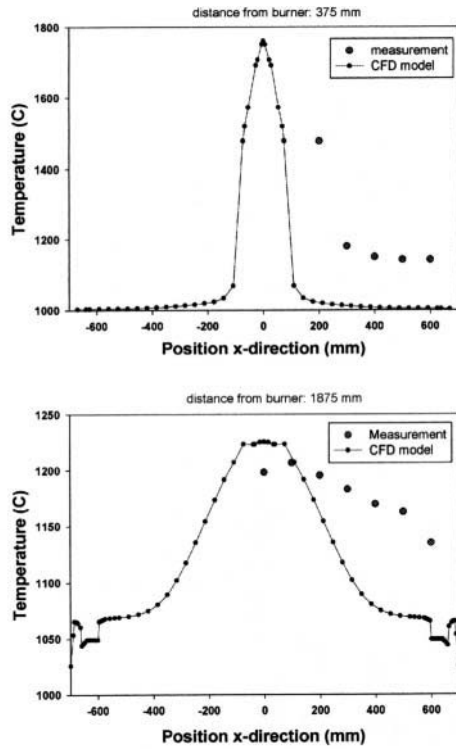 distance from burner: 375 mm
1800
1600
1400
1200
1000
Temperature (C)
measurement
CFD model
-600 -400 -200 0 200 400 600
Position x-direction (mm)
distance from burner: 1875 mm
1250
1200
1150
1100
1050
1000
Temperature (C)
Measurement
CFD model
-600 -400 -200 0 200 400 600
Position x-direction (mm)